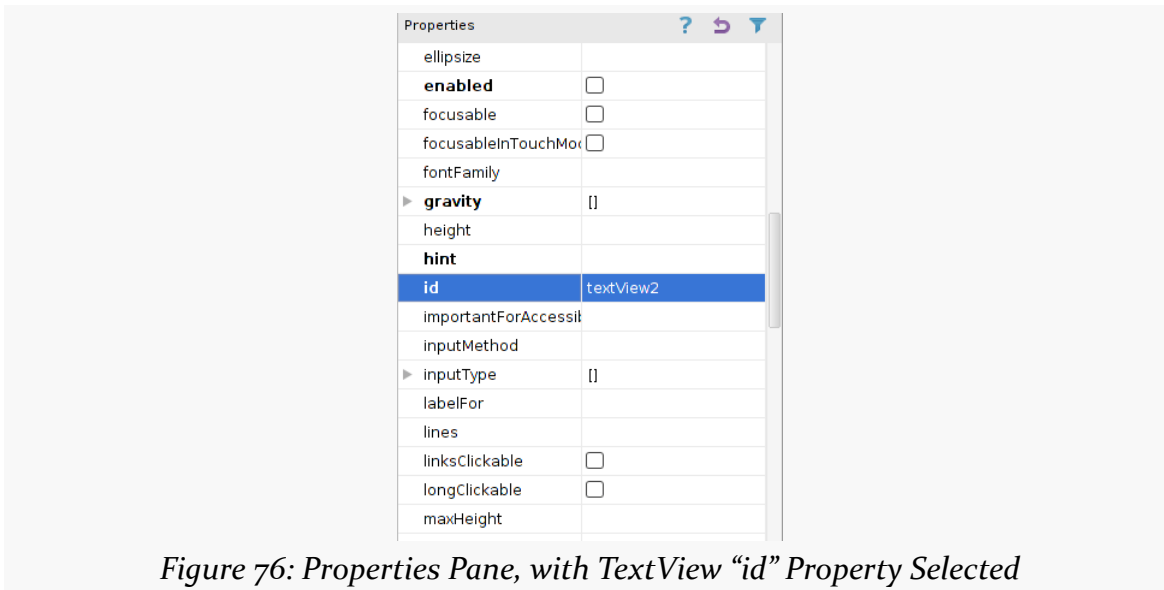 Properties ?
ellipsize
enabled
focusable
focusableInTouchMo
fontFamily
gravity []
height
hint
id textView2
importantForAccessil
inputMethod
inputType []
labelFor
lines
linksClickable
longClickable
maxHeight
Figure 76: Properties Pane, with TextView “id” Property Selected